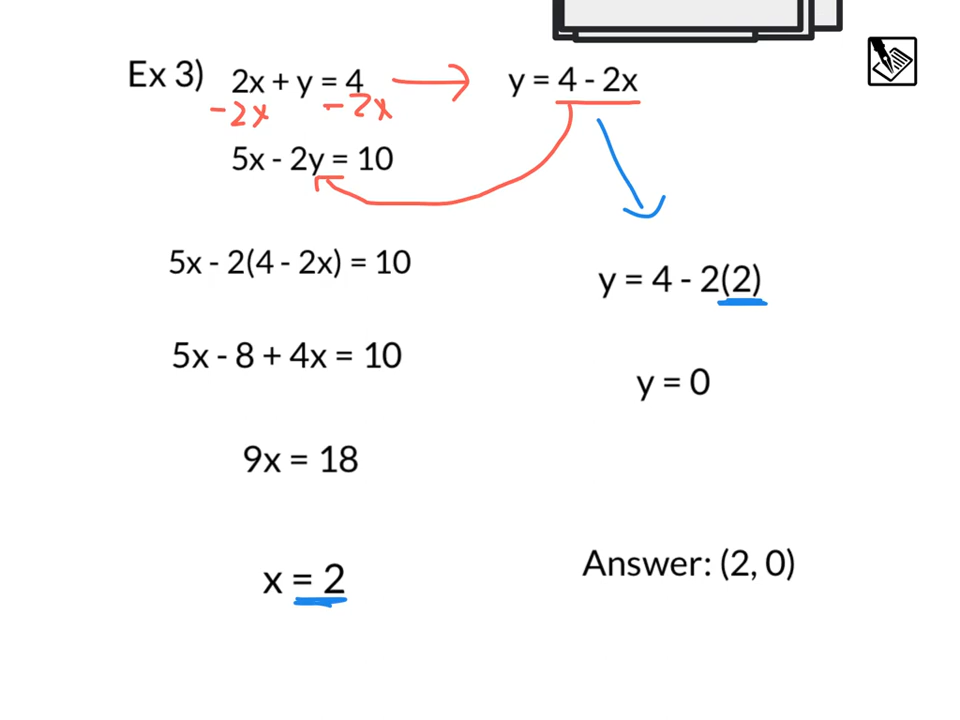 Ex 3) 2x + y = 4 → y = 4 - 2x
-2x -2x
5x - 2y = 10
5x - 2(4 - 2x) = 10
y = 4 - 2(2)
5x - 8 + 4x = 10
y = 0
9x = 18
x = 2
Answer: (2, 0)